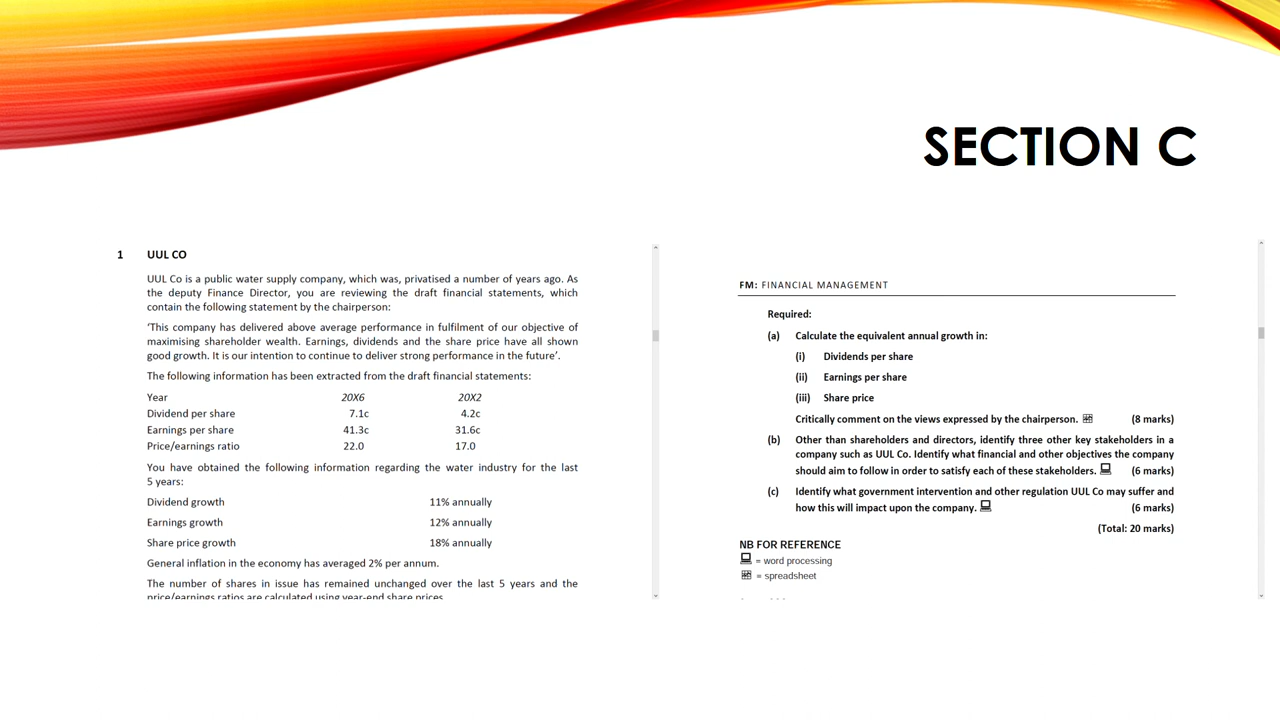 SECTION C
1 UUL CO
UUL Co is a public water supply company, which was, privatised a number of years ago. As
the deputy Finance Director, you are reviewing the draft financial statements, which
contain the following statement by the chairperson:
‘This company has delivered above average performance in fulfilment of our objective of
maximising shareholder wealth. Earnings, dividends and the share price have all shown
good growth. It is our intention to continue to deliver strong performance in the future’.
The following information has been extracted from the draft financial statements:
Year 20X6 20X2
Dividend per share 7.1c 4.2c
Earnings per share 41.3c 31.6c
Price/earnings ratio 22.0 17.0
You have obtained the following information regarding the water industry for the last
5 years:
Dividend growth 11% annually
Earnings growth 12% annually
Share price growth 18% annually
General inflation in the economy has averaged 2% per annum.
The number of shares in issue has remained unchanged over the last 5 years and the
price/earnings ratios are calculated using year-end share prices.
FM: FINANCIAL MANAGEMENT
Required:
(a) Calculate the equivalent annual growth in:
(i) Dividends per share
(ii) Earnings per share
(iii) Share price
Critically comment on the views expressed by the chairperson. (8 marks)
(b) Other than shareholders and directors, identify three other key stakeholders in a
company such as UUL Co. Identify what financial and other objectives the company
should aim to follow in order to satisfy each of these stakeholders. (6 marks)
(c) Identify what government intervention and other regulation UUL Co may suffer and
how this will impact upon the company. (6 marks)
(Total: 20 marks)
NB FOR REFERENCE
= word processing
= spreadsheet